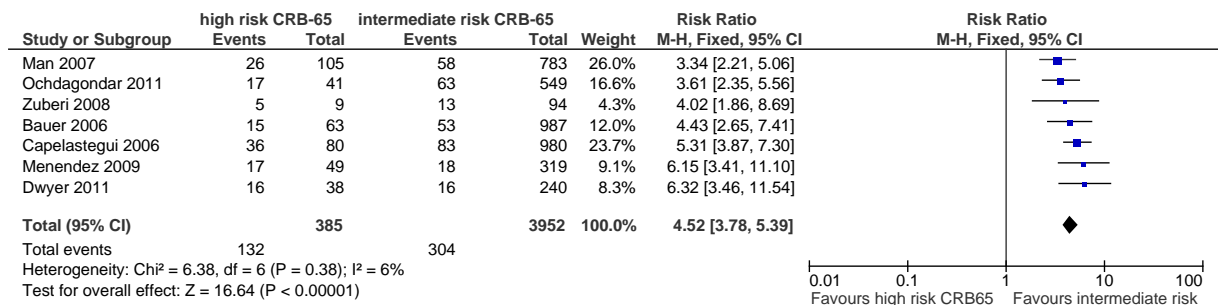 high risk CRB-65 intermediate risk CRB-65 Risk Ratio Risk Ratio
Study or Subgroup Events Total Events Total Weight M-H, Fixed, 95% CI M-H, Fixed, 95% CI
Man 2007 26 105 58 783 26.0% 3.34 [2.21, 5.06]
Ochdagondar 2011 17 41 63 549 16.6% 3.61 [2.35, 5.56]
Zuberi 2008 5 9 13 94 4.3% 4.02 [1.86, 8.69]
Bauer 2006 15 63 53 987 12.0% 4.43 [2.65, 7.41]
Capelastegui 2006 36 80 83 980 23.7% 5.31 [3.87, 7.30]
Menendez 2009 17 49 18 319 9.1% 6.15 [3.41, 11.10]
Dwyer 2011 16 38 16 240 8.3% 6.32 [3.46, 11.54]
Total (95% CI) 385 3952 100.0% 4.52 [3.78, 5.39]
Total events 132 304
Heterogeneity: Chi² = 6.38, df = 6 (P = 0.38); I² = 6%
Test for overall effect: Z = 16.64 (P < 0.00001)
0.01 0.1 1 10 100
Favours high risk CRB65 Favours intermediate risk